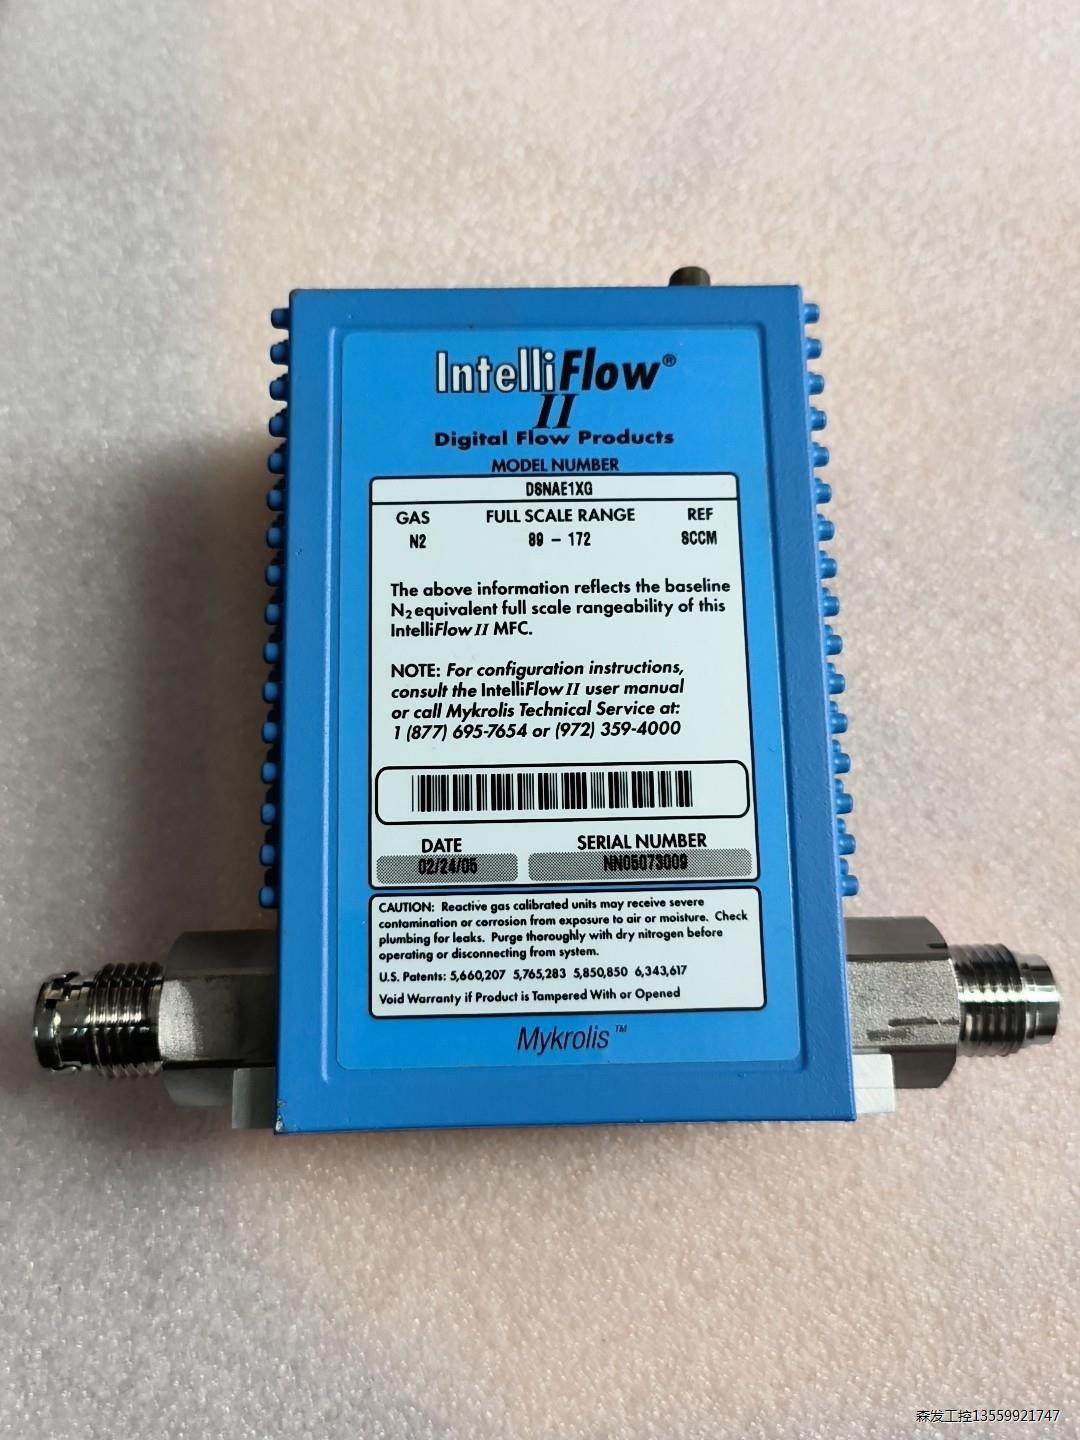 IntelliFlow®
II
Digital Flow Products
MODEL NUMBER
DSNAE1XG
GAS FULL SCALE RANGE REF
N2 89 - 172 SCCM
The above information reflects the baseline
N2 equivalent full scale rangeability of this
IntelliFlow II MFC.
NOTE: For configuration instructions,
consult the IntelliFlow II user manual
or call Mykrolis Technical Service at:
1 (877) 695-7654 or (972) 359-4000
DATE SERIAL NUMBER
02/24/05 NN05073009
CAUTION: Reactive gas calibrated units may receive severe
contamination or corrosion from exposure to air or moisture. Check
plumbing for leaks. Purge thoroughly with dry nitrogen before
operating or disconnecting from system.
U.S. Patents: 5,660,207 5,765,283 5,850,850 6,343,617
Void Warranty if Product is Tampered With or Opened
Mykrolis™
森发工控13559921747